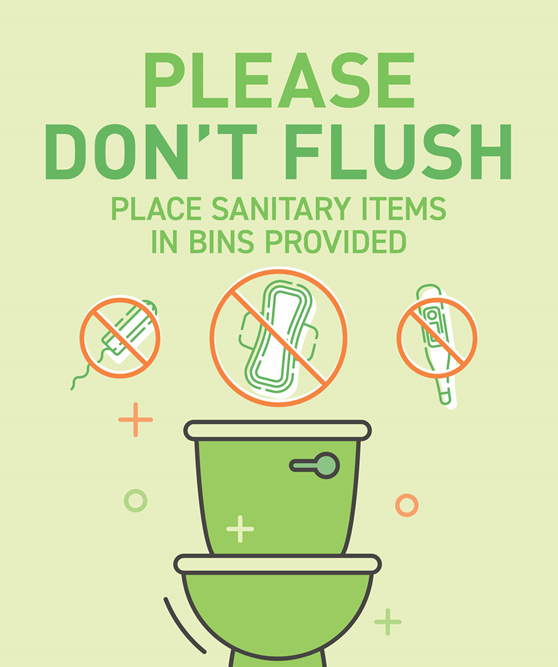 PLEASE
DON’T FLUSH
PLACE SANITARY ITEMS
IN BINS PROVIDED